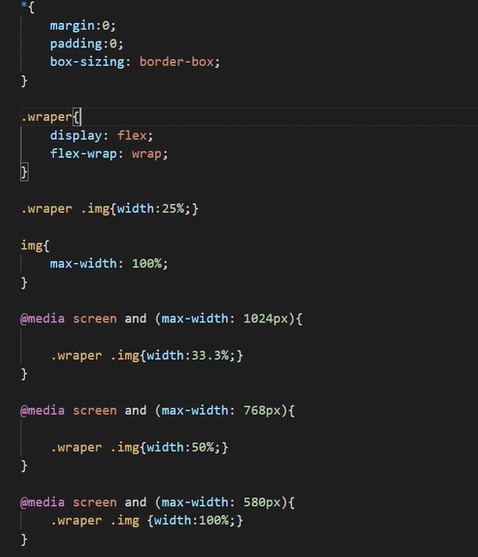 *{
margin:0;
padding:0;
box-sizing: border-box;
}
.wraper{
display: flex;
flex-wrap: wrap;
}
.wraper .img{width:25%;}
img{
max-width: 100%;
}
@media screen and (max-width: 1024px){
.wraper .img{width:33.3%;}
}
@media screen and (max-width: 768px){
.wraper .img{width:50%;}
}
@media screen and (max-width: 580px){
.wraper .img {width:100%;}
}